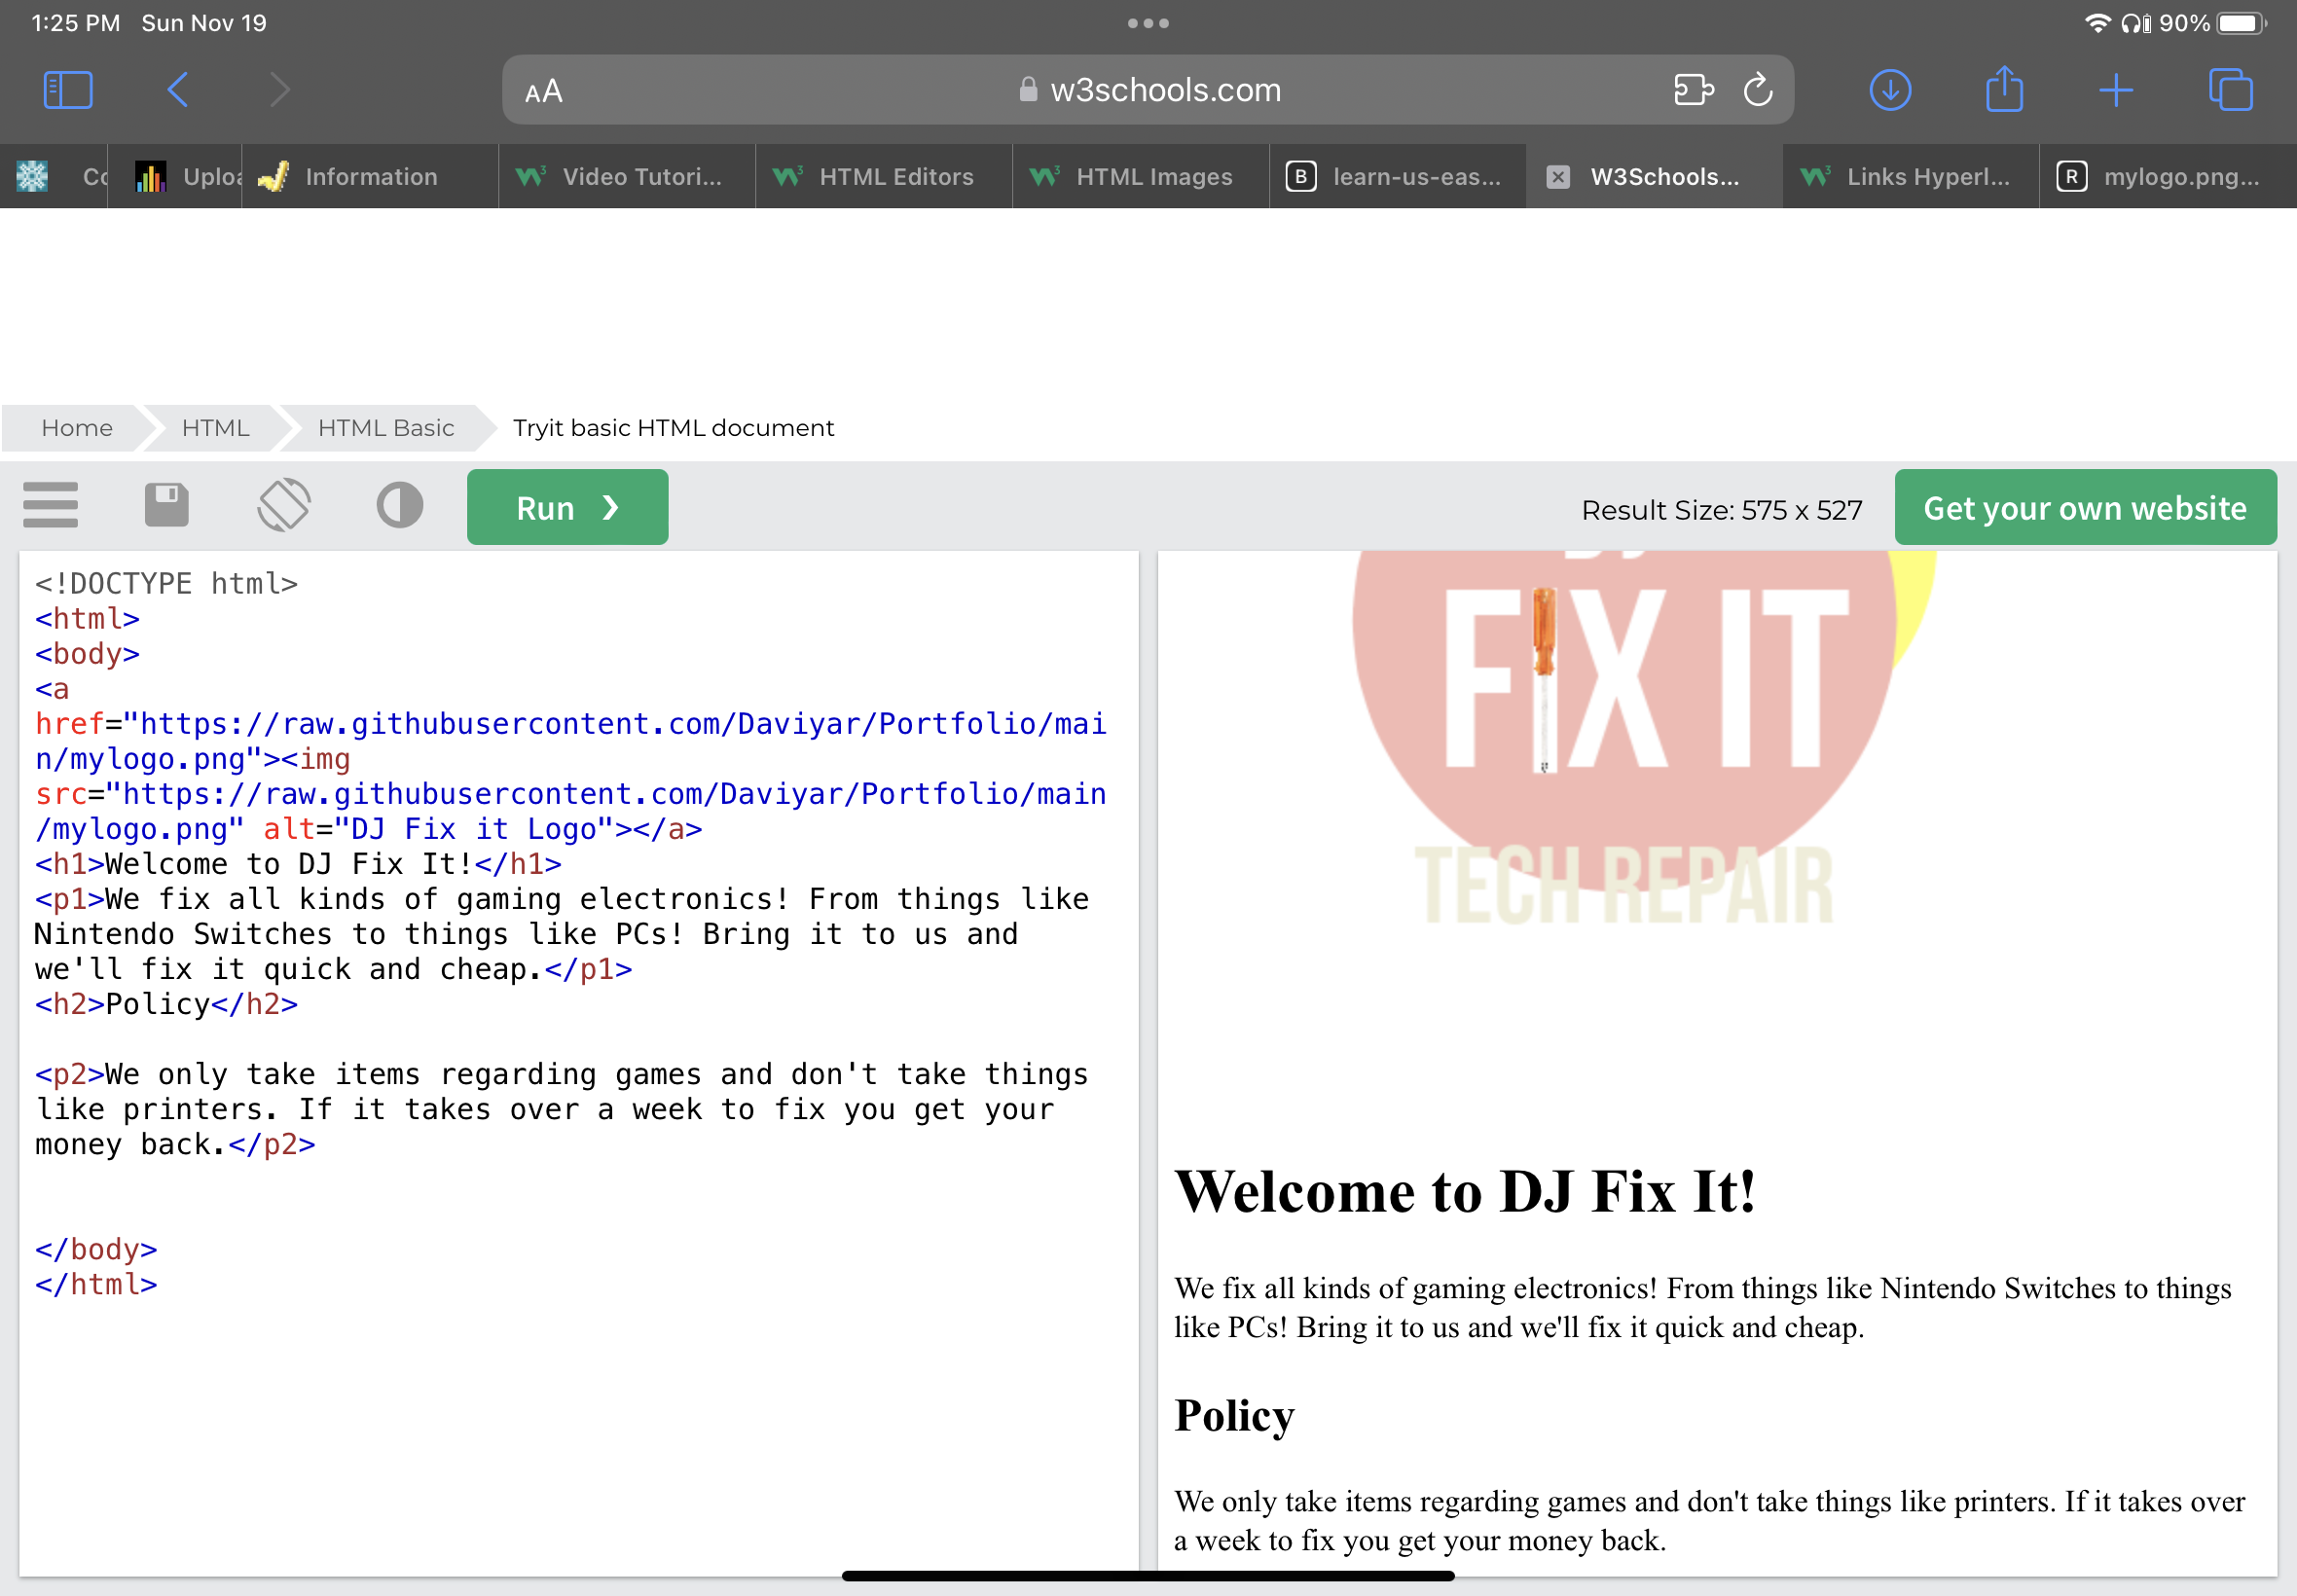 1:25 PM Sun Nov 19
90%
AA
w3schools.com
Uploa
Information
Video Tutori...
HTML Editors
HTML Images
B learn-us-eas...
W3Schools...
Links Hyperl...
R mylogo.png...
Home
HTML
HTML Basic
Tryit basic HTML document
Run ❯
Result Size: 575 x 527
Get your own website
<!DOCTYPE html>
<html>
<body>
<a
href="https://raw.githubusercontent.com/Daviyar/Portfolio/mai
n/mylogo.png"><img
src="https://raw.githubusercontent.com/Daviyar/Portfolio/main
/mylogo.png" alt="DJ Fix it Logo"></a>
<h1>Welcome to DJ Fix It!</h1>
<p1>We fix all kinds of gaming electronics! From things like
Nintendo Switches to things like PCs! Bring it to us and
we'll fix it quick and cheap.</p1>
<h2>Policy</h2>
<p2>We only take items regarding games and don't take things
like printers. If it takes over a week to fix you get your
money back.</p2>
</body>
</html>
FIX IT
TECH REPAIR
Welcome to DJ Fix It!
We fix all kinds of gaming electronics! From things like Nintendo Switches to things
like PCs! Bring it to us and we'll fix it quick and cheap.
Policy
We only take items regarding games and don't take things like printers. If it takes over
a week to fix you get your money back.